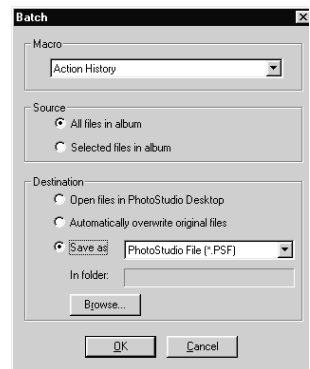 Batch
Macro
Action History
Source
All files in album
Selected files in album
Destination
Open files in PhotoStudio Desktop
Automatically overwrite original files
Save as PhotoStudio File (*.PSF)
In folder:
Browse...
OK Cancel